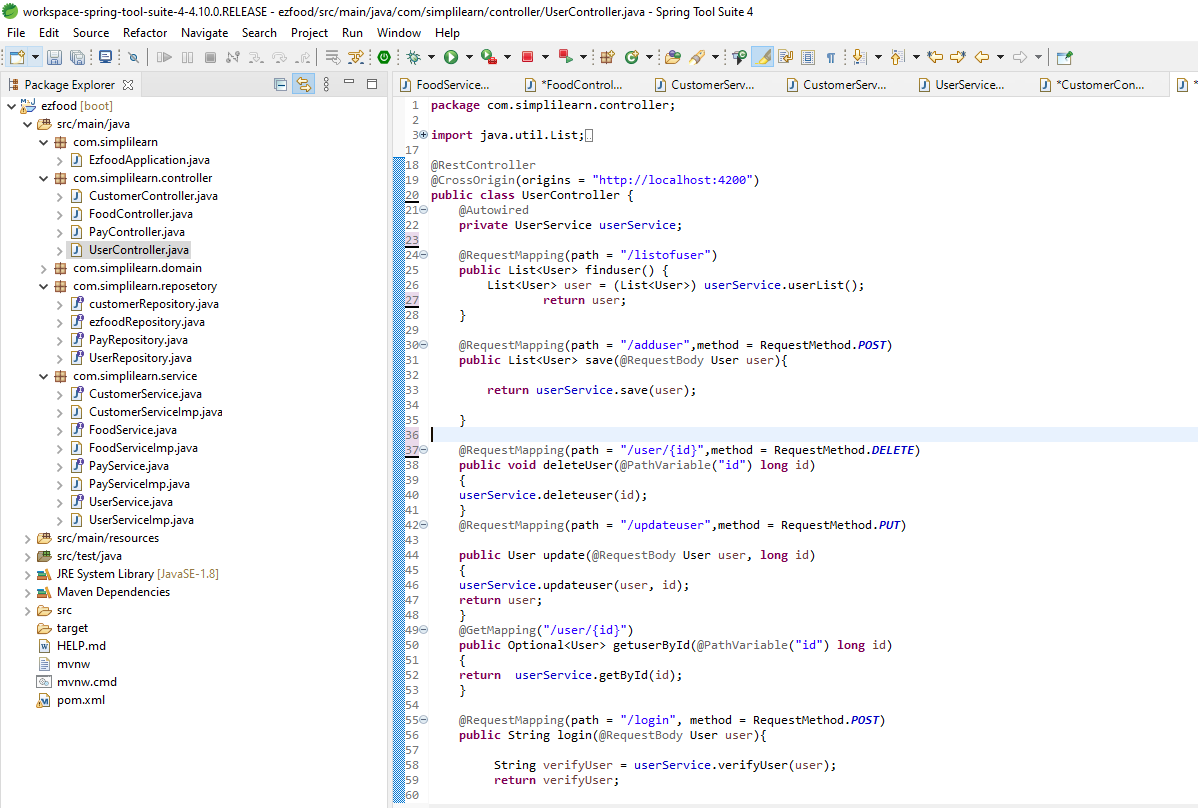 workspace-spring-tool-suite-4-4.10.0.RELEASE - ezfood/src/main/java/com/simplilearn/controller/UserController.java - Spring Tool Suite 4
File Edit Source Refactor Navigate Search Project Run Window Help
Package Explorer
ezfood [boot]
src/main/java
com.simplilearn
EzfoodApplication.java
com.simplilearn.controller
CustomerController.java
FoodController.java
PayController.java
UserController.java
com.simplilearn.domain
com.simplilearn.reposetory
customerRepository.java
ezfoodRepository.java
PayRepository.java
UserRepository.java
com.simplilearn.service
CustomerService.java
CustomerServiceImp.java
FoodService.java
FoodServiceImp.java
PayService.java
PayServiceImp.java
UserService.java
UserServiceImp.java
src/main/resources
src/test/java
JRE System Library [JavaSE-1.8]
Maven Dependencies
src
target
HELP.md
mvnw
mvnw.cmd
pom.xml
FoodService... *FoodControl... CustomerServ... CustomerServ... UserService... *CustomerCon... *
1 package com.simplilearn.controller;
2
3 import java.util.List;
17
18 @RestController
19 @CrossOrigin(origins = "http://localhost:4200")
20 public class UserController {
21 @Autowired
22 private UserService userService;
23
24 @RequestMapping(path = "/listofuser")
25 public List<User> finduser() {
26 List<User> user = (List<User>) userService.userList();
27 return user;
28 }
29
30 @RequestMapping(path = "/adduser",method = RequestMethod.POST)
31 public List<User> save(@RequestBody User user){
32
33 return userService.save(user);
34
35 }
36
37 @RequestMapping(path = "/user/{id}",method = RequestMethod.DELETE)
38 public void deleteUser(@PathVariable("id") long id)
39 {
40 userService.deleteuser(id);
41 }
42 @RequestMapping(path = "/updateuser",method = RequestMethod.PUT)
43
44 public User update(@RequestBody User user, long id)
45 {
46 userService.updateuser(user, id);
47 return user;
48 }
49 @GetMapping("/user/{id}")
50 public Optional<User> getuserById(@PathVariable("id") long id)
51 {
52 return  userService.getById(id);
53 }
54
55 @RequestMapping(path = "/login", method = RequestMethod.POST)
56 public String login(@RequestBody User user){
57
58 String verifyUser = userService.verifyUser(user);
59 return verifyUser;
60